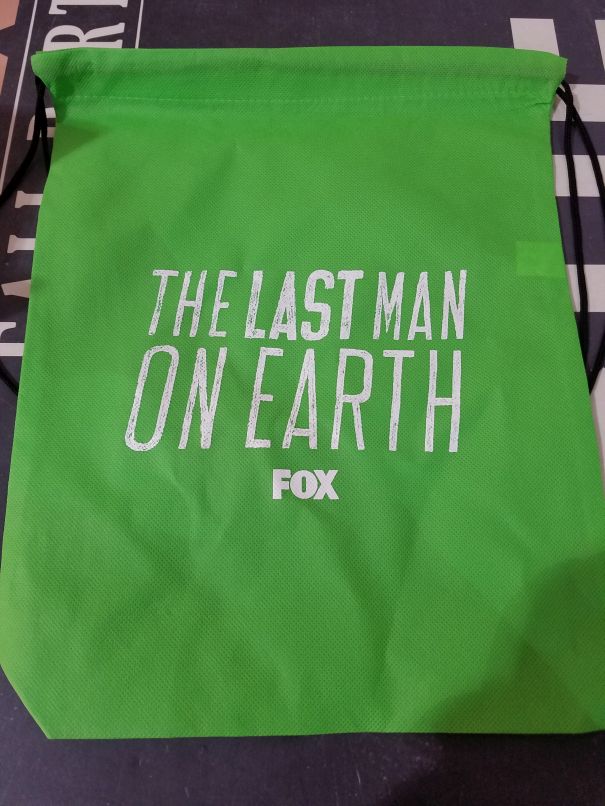 THE LAST MAN
ON EARTH
FOX